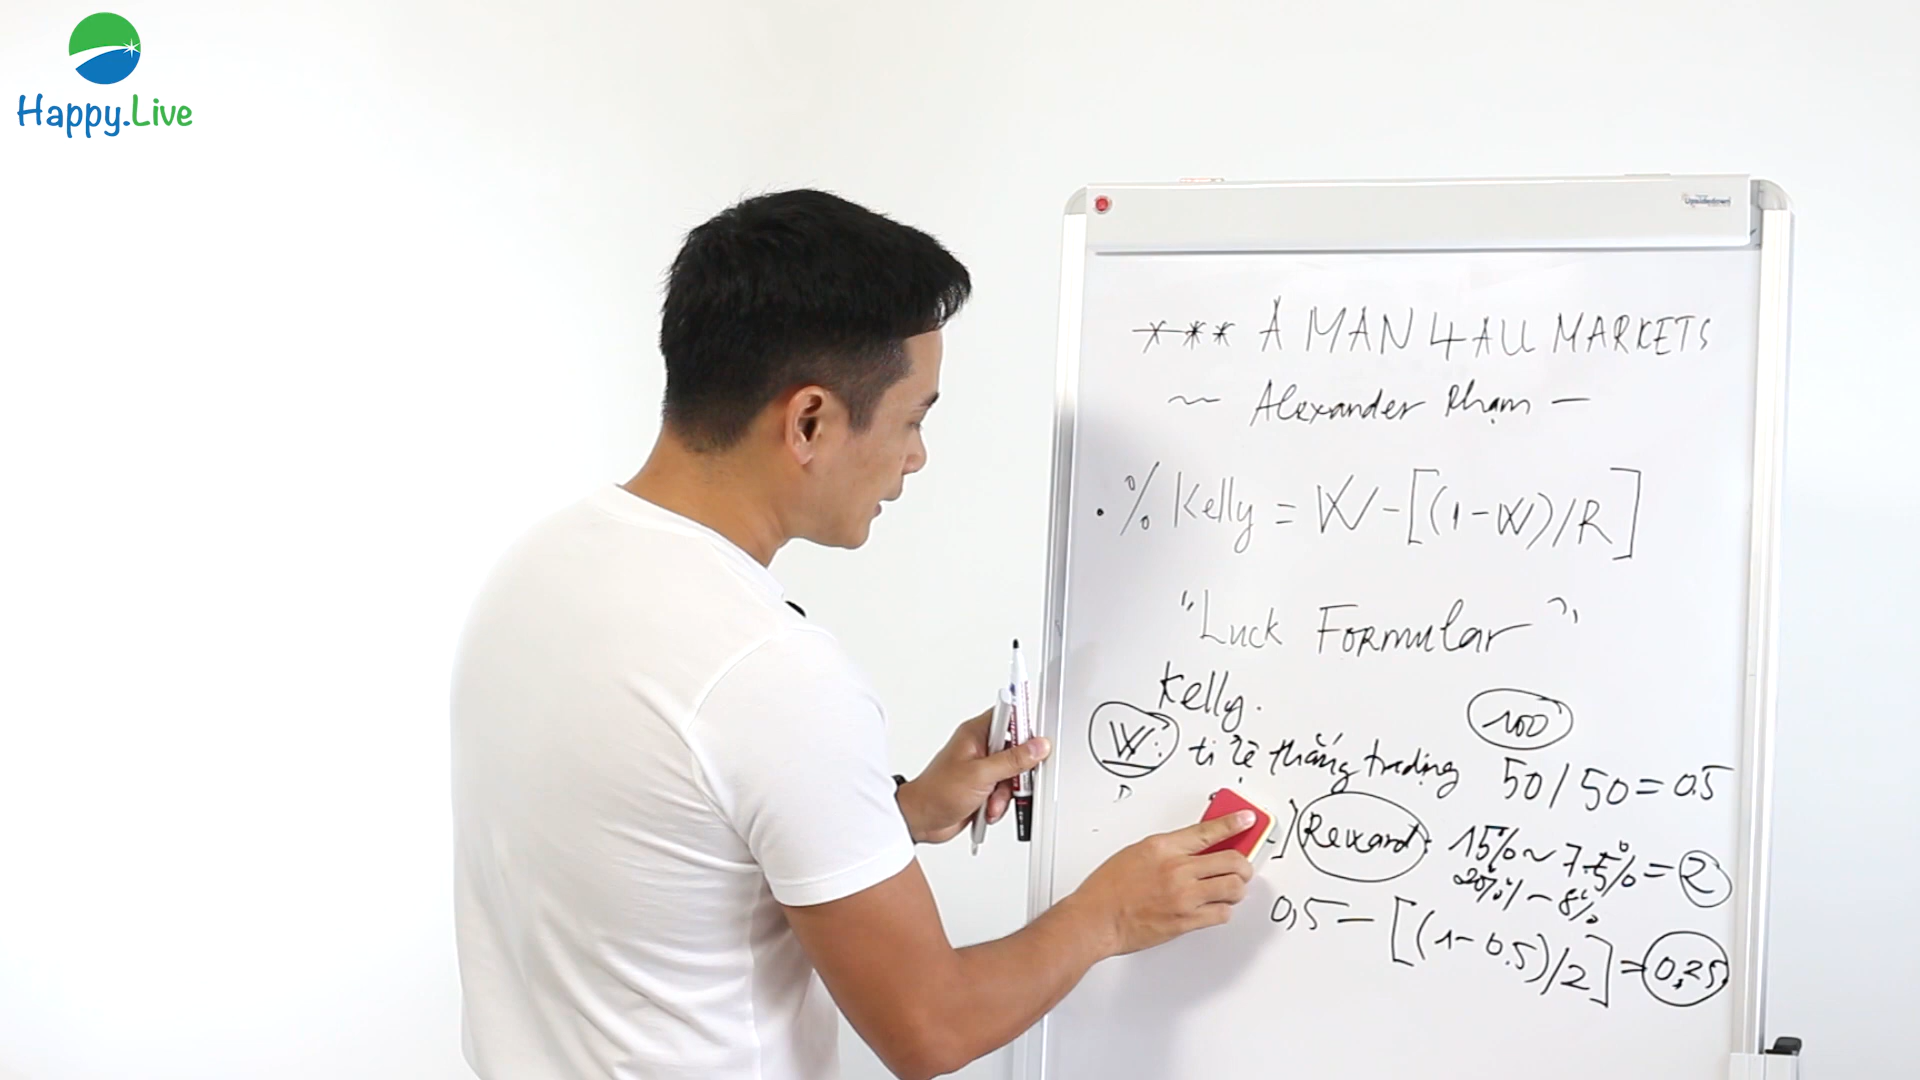 Happy.Live
*** A MAN 4 ALL MARKETS
~ Alexander Phạm –
. % Kelly = W - [(1-W)/R]
"Luck FORmular"
Kelly.
100
W: tỉ lệ thắng trading 50/50 = 0.5
] Reward: 15% ~ 7.5% = 2
20% - 8%
0,5 - [(1-0.5)/2] = 0,25